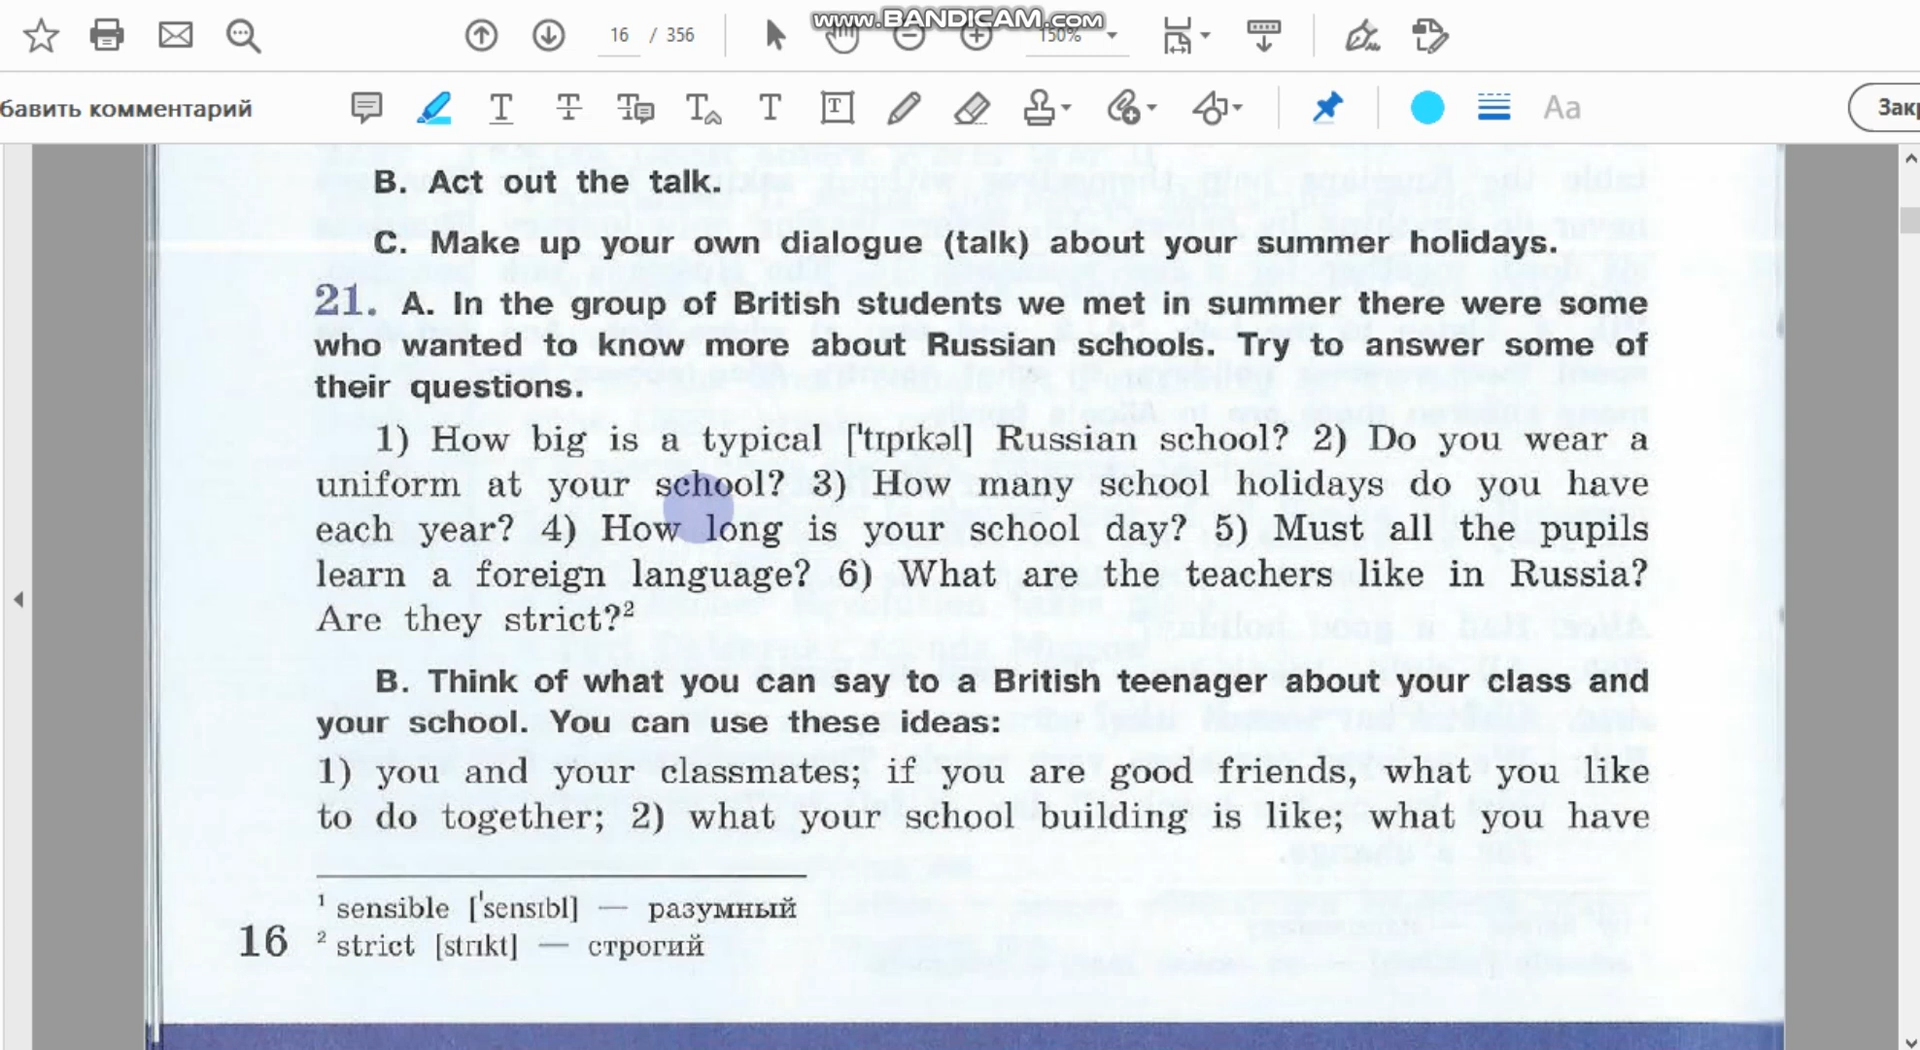 www.BANDICAM.com
16 / 356
150%
бавить комментарий
Aa
Закр
B. Act out the talk.
C. Make up your own dialogue (talk) about your summer holidays.
21. A. In the group of British students we met in summer there were some
who wanted to know more about Russian schools. Try to answer some of
their questions.
1) How big is a typical [ˈtɪpɪkəl] Russian school? 2) Do you wear a
uniform at your school? 3) How many school holidays do you have
each year? 4) How long is your school day? 5) Must all the pupils
learn a foreign language? 6) What are the teachers like in Russia?
Are they strict?²
B. Think of what you can say to a British teenager about your class and
your school. You can use these ideas:
1) you and your classmates; if you are good friends, what you like
to do together; 2) what your school building is like; what you have
¹ sensible [ˈsensɪbl] — разумный
16 ² strict [strɪkt] — строгий